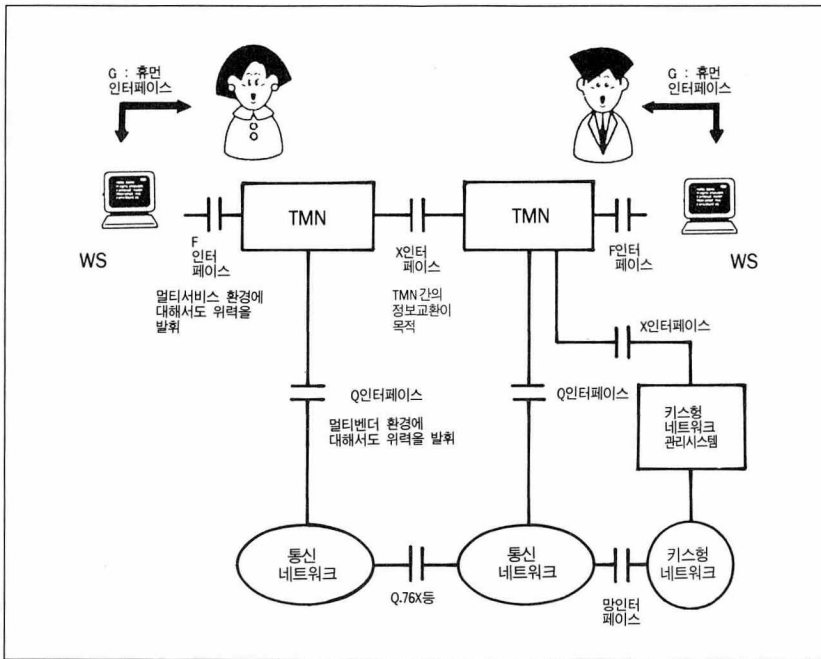 G : 휴먼
인터페이스
G : 휴먼
인터페이스
WS
F
인터
페이스
멀티서비스 환경에
대해서도 위력을
발휘
TMN
X인터
페이스
TMN간의
정보교환이
목적
TMN
F인터
페이스
WS
X인터페이스
Q인터페이스
멀티벤더 환경에
대해서도 위력을 발휘
Q인터페이스
키스헝
네트워크
관리시스템
통신
네트워크
Q.76X등
통신
네트워크
망인터
페이스
키스헝
네트워크